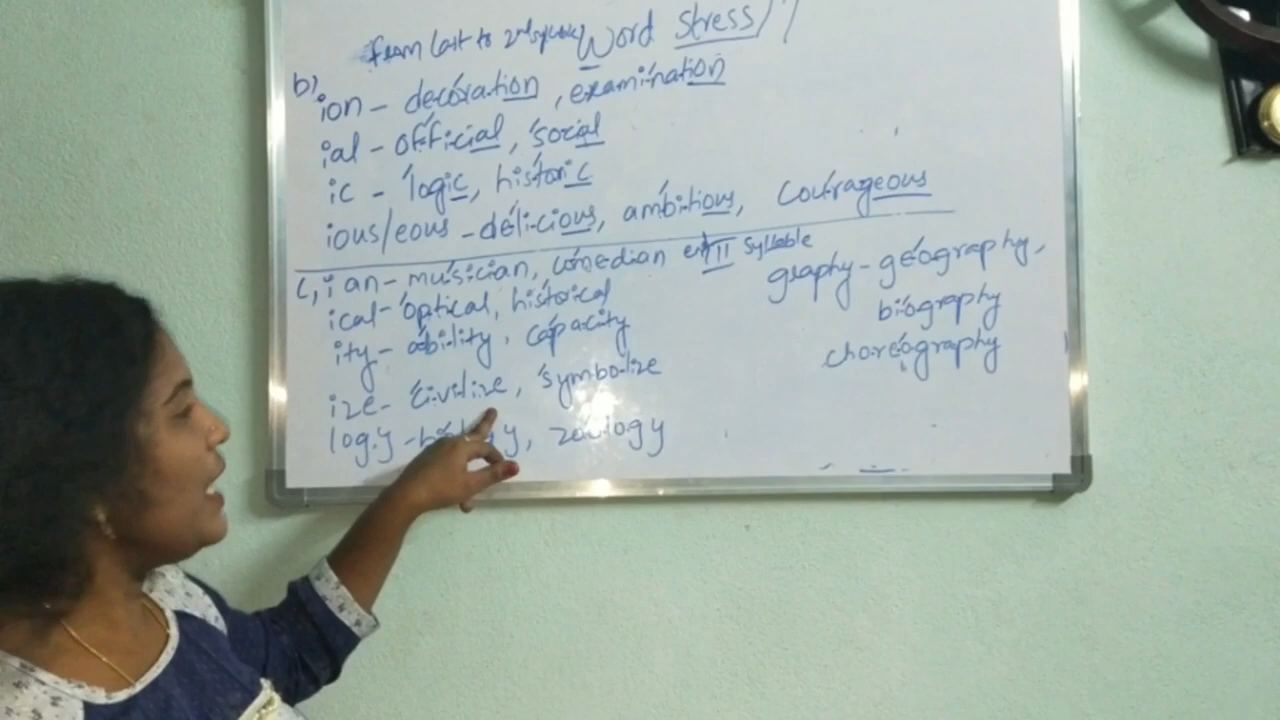 from last to 2nd syllable Word Stress
b) ion - decoration, examination
ial - official, social
ic - logic, historic
ious/eous - delicious, ambitious, courageous
c, ian - musician, comedian III syllable
ical - optical, historical
ity - ability, capacity
ize - civilize, symbolize
logy - biology, zoology
graphy - geography,
biography
choreography